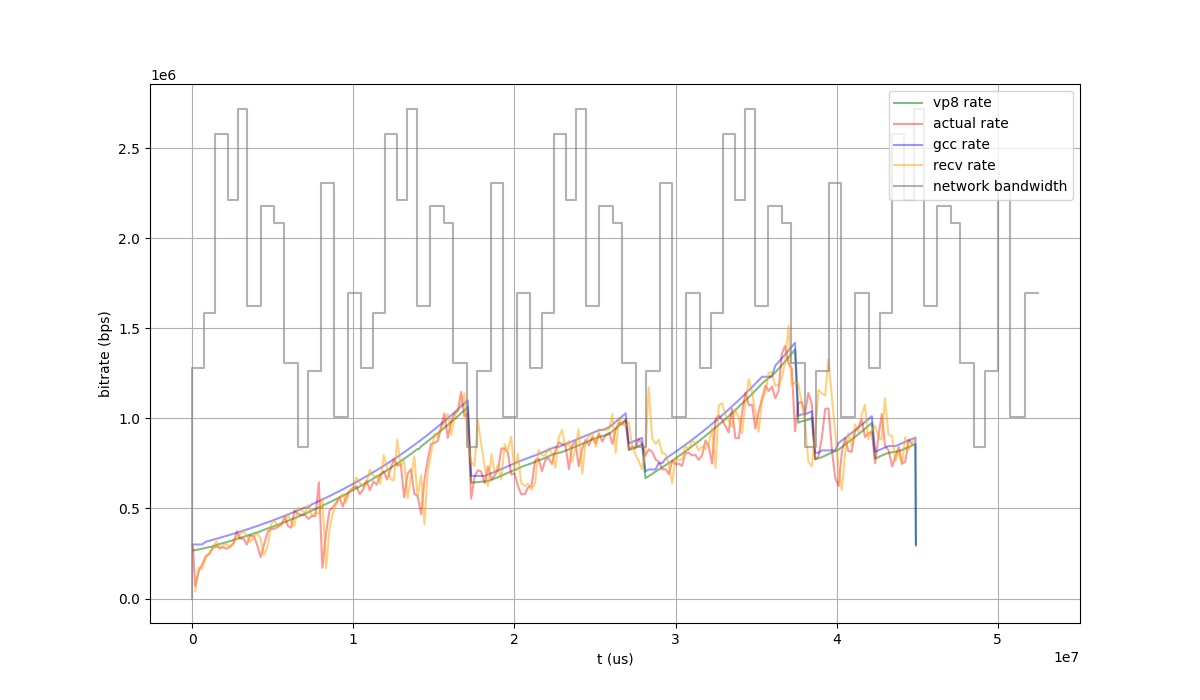 1e6
vp8 rate
actual rate
gcc rate
recv rate
network bandwidth
2.5
2.0
1.5
1.0
0.5
0.0
bitrate (bps)
0 1 2 3 4 5
t (us)
1e7